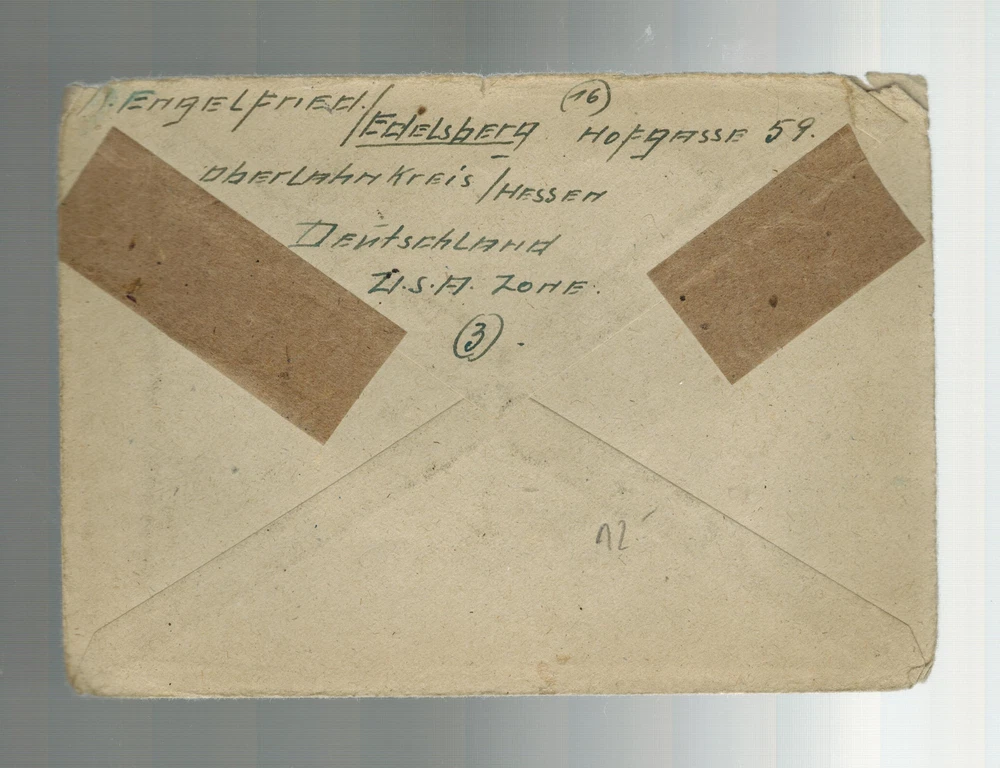 Engelfried. / (16)
/ Edelsberg Hofgasse 59.
Oberlahnkreis / Hessen
Deutschland
U.S.A. Zone.
(3)
12